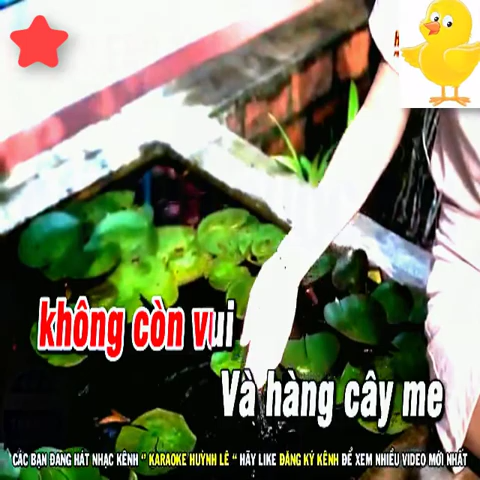 không còn vui
Và hàng cây me
CÁC BẠN ĐANG HÁT NHẠC KÊNH " KARAOKE HUỲNH LÊ " HÃY LIKE ĐĂNG KÝ KÊNH ĐỂ XEM NHIỀU VIDEO MỚI NHẤT